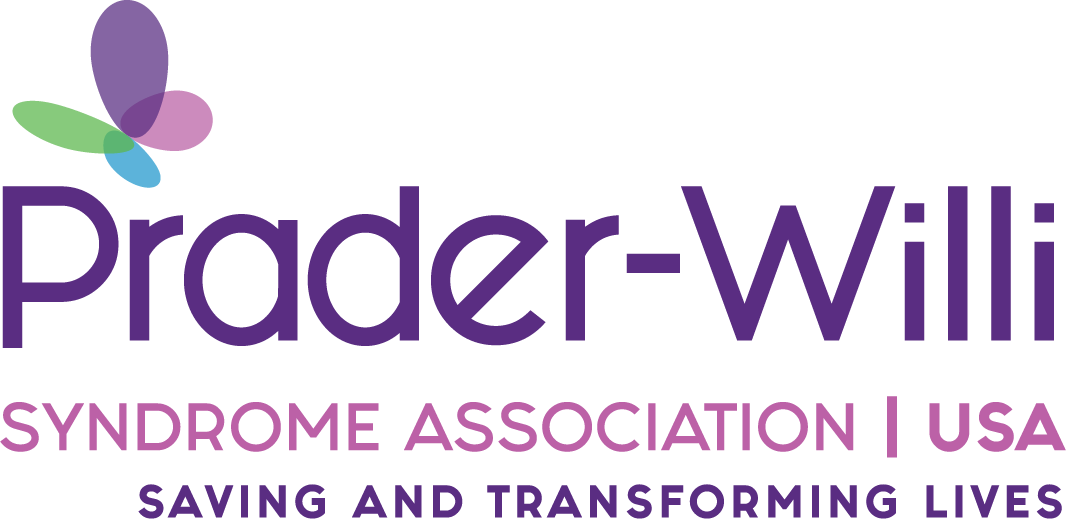 Prader-Willi
SYNDROME ASSOCIATION | USA
SAVING AND TRANSFORMING LIVES